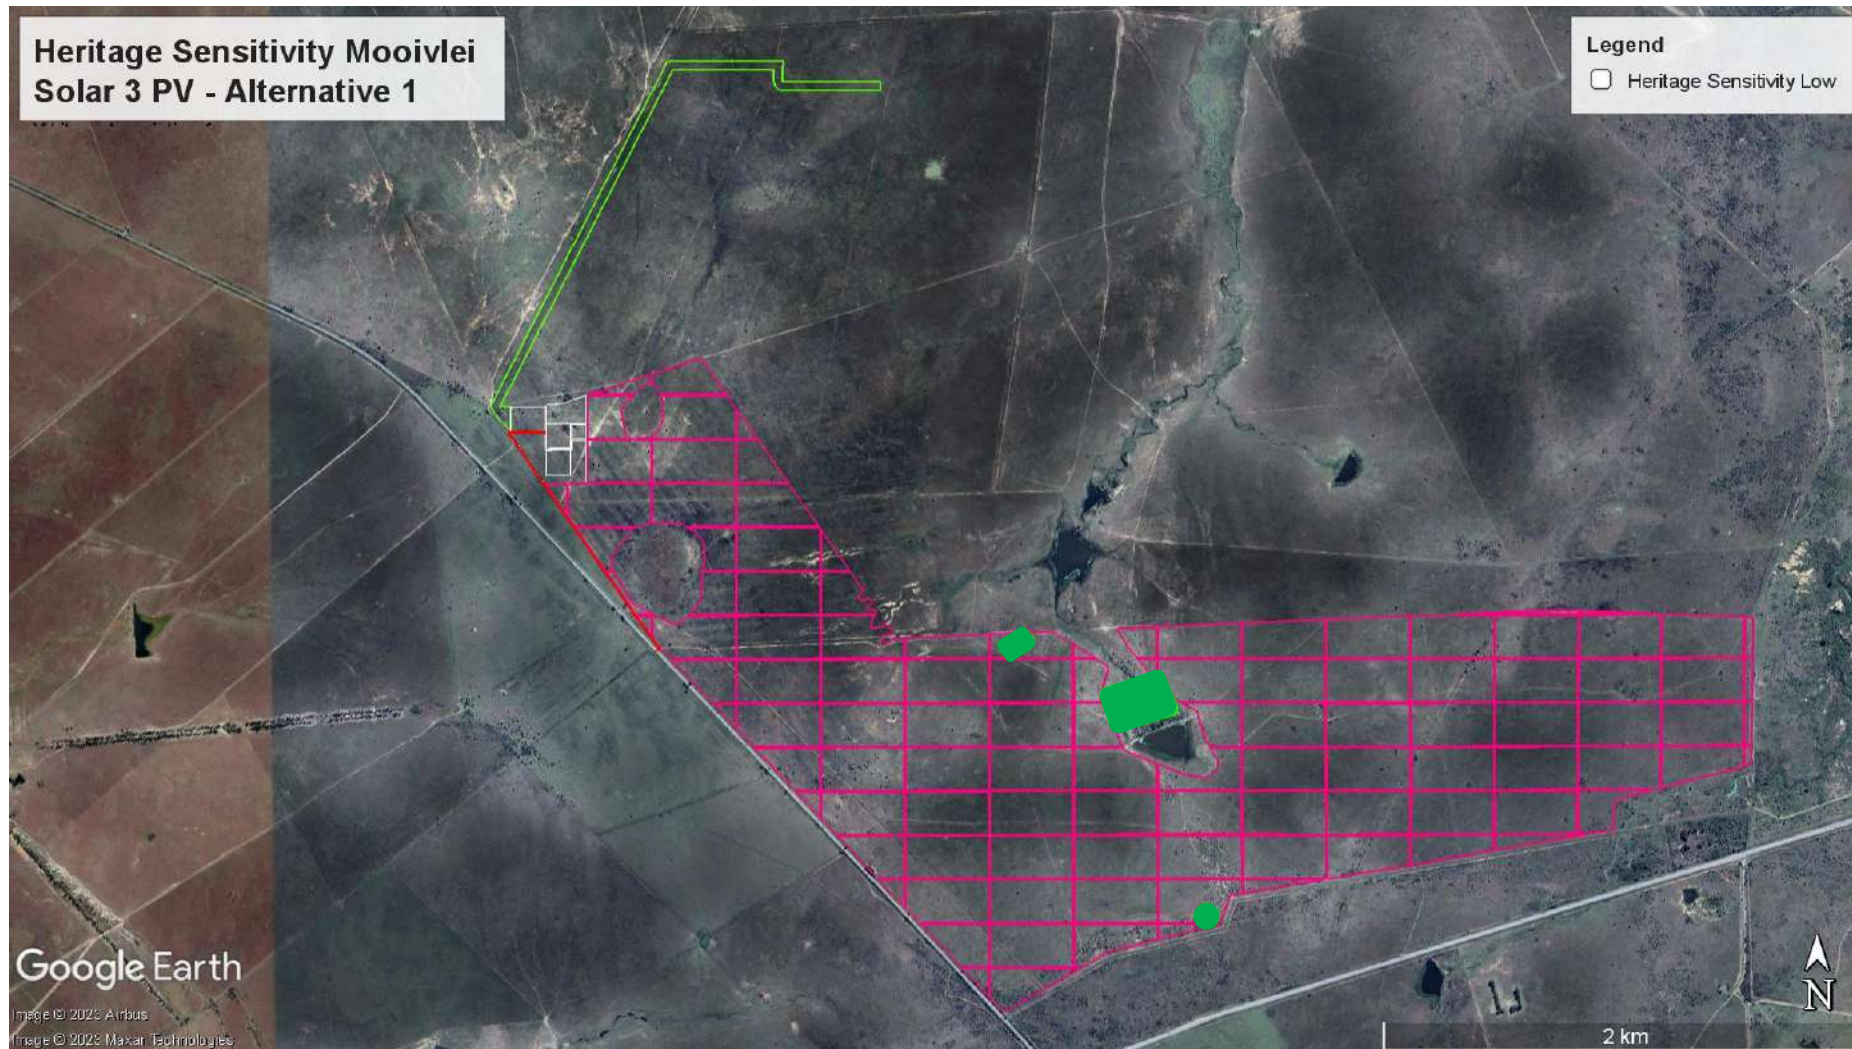 Heritage Sensitivity Mooivlei
Solar 3 PV - Alternative 1
Legend
Heritage Sensitivity Low
Google Earth
Image © 2023 Airbus
Image © 2023 Maxar Technologies
N
2 km